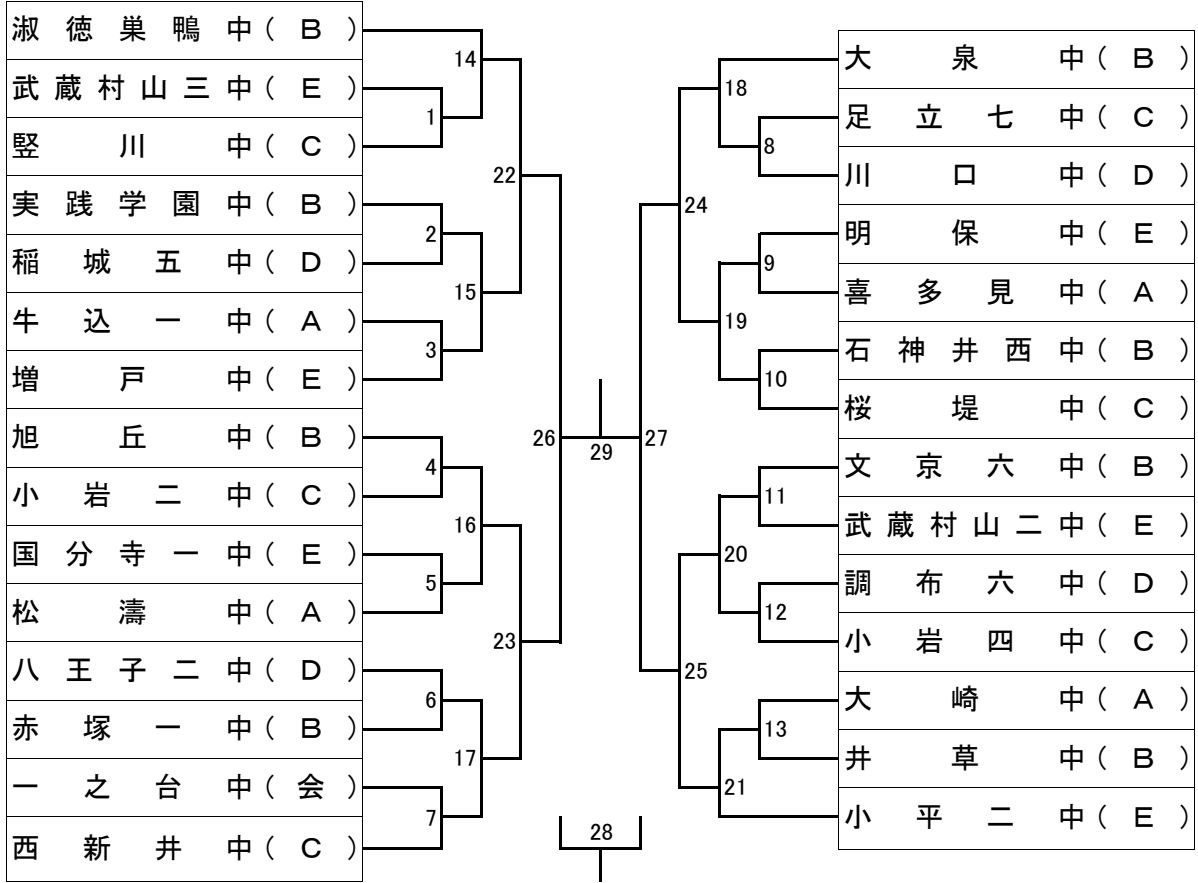 淑徳巣鴨中(B)
武蔵村山三中(E)
竪川中(C)
実践学園中(B)
稲城五中(D)
牛込一中(A)
増戸中(E)
旭丘中(B)
小岩二中(C)
国分寺一中(E)
松濤中(A)
八王子二中(D)
赤塚一中(B)
一之台中(会)
西新井中(C)
14
1
22
2
15
3
26
4
16
5
23
6
17
7
29
28
27
18
8
24
9
19
10
11
20
12
25
13
21
大泉中(B)
足立七中(C)
川口中(D)
明保中(E)
喜多見中(A)
石神井西中(B)
桜堤中(C)
文京六中(B)
武蔵村山二中(E)
調布六中(D)
小岩四中(C)
大崎中(A)
井草中(B)
小平二中(E)